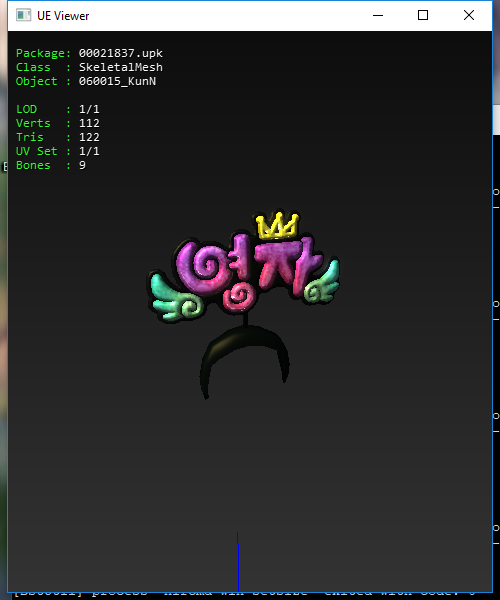 UE Viewer
Package: 00021837.upk
Class : SkeletalMesh
Object : 060015_KunN
LOD : 1/1
Verts : 112
Tris : 122
UV Set : 1/1
Bones : 9
영자